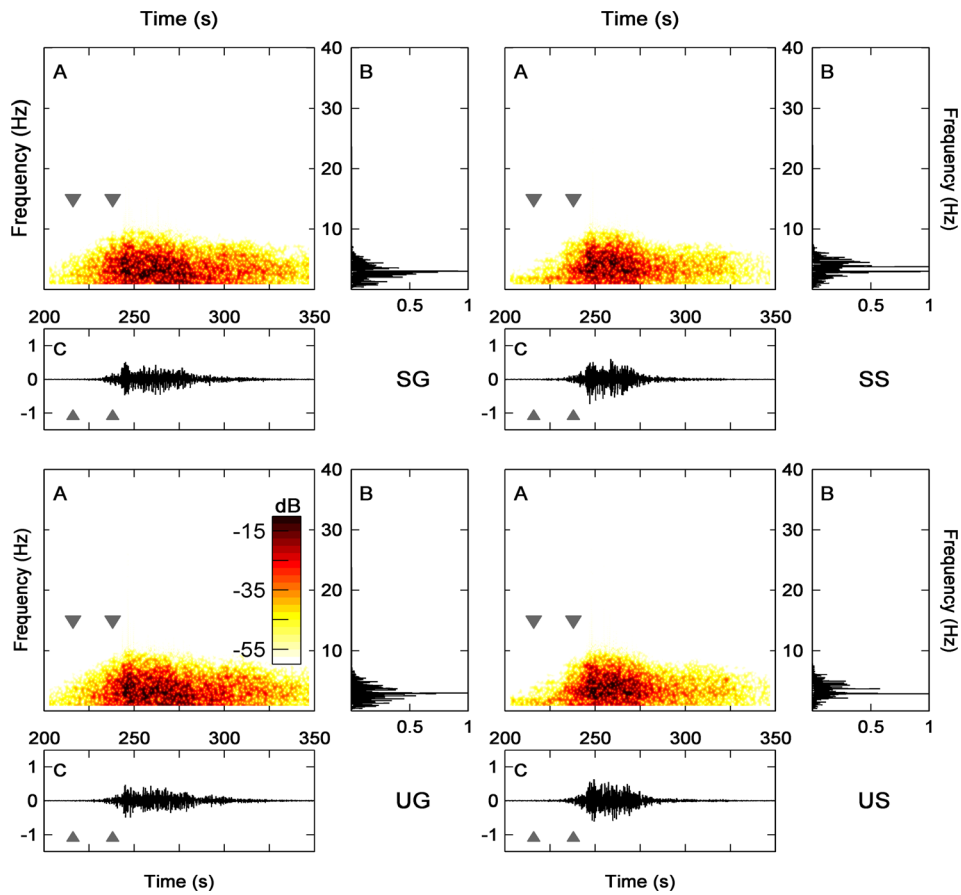 Time (s) Time (s)
A B A B
40 40
30 30
20 20
10 10
Frequency (Hz) Frequency (Hz)
0.5 1 0.5 1
200 250 300 350 200 250 300 350
C C
1 1
0 0
-1 -1
SG SS
A B A B
dB
-15
-35
-55
40 40
30 30
20 20
10 10
Frequency (Hz) Frequency (Hz)
0.5 1 0.5 1
200 250 300 350 200 250 300 350
C C
1 1
0 0
-1 -1
UG US
Time (s) Time (s)